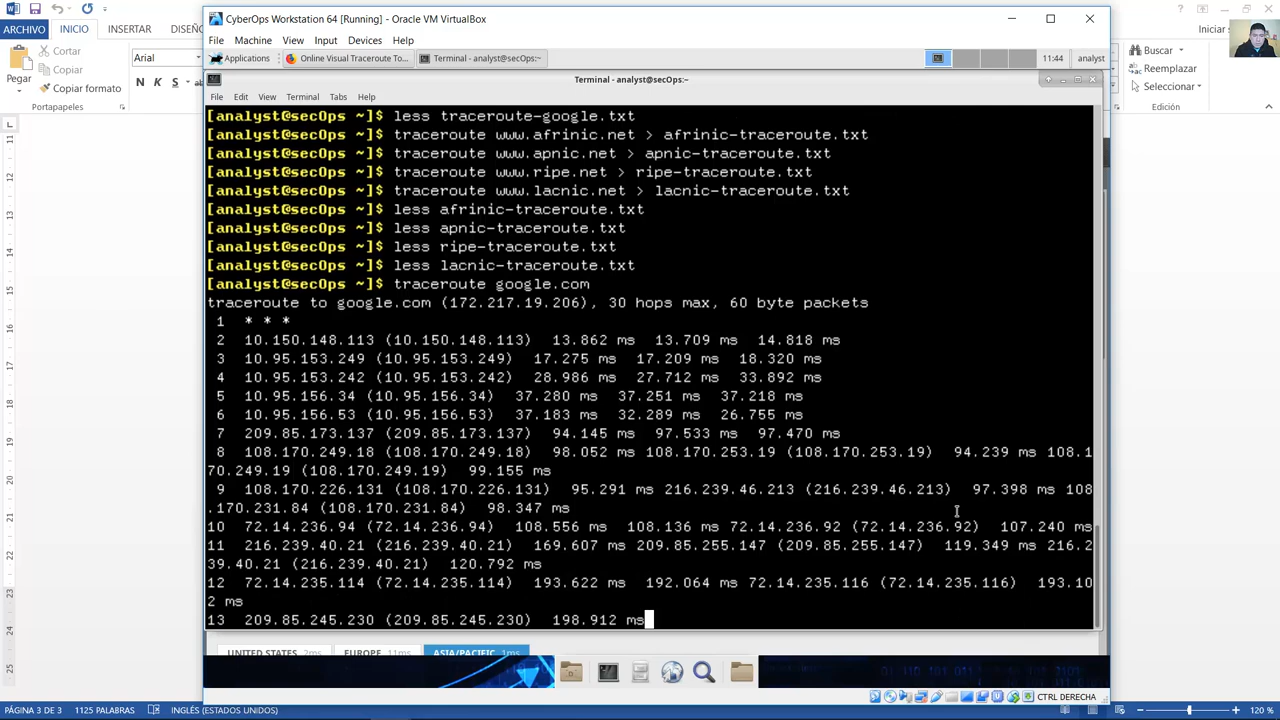 CyberOps Workstation 64 [Running] - Oracle VM VirtualBox
File Machine View Input Devices Help
Applications Online Visual Traceroute To... Terminal - analyst@secOps:~ 11:44 analyst
Terminal - analyst@secOps:~
File Edit View Terminal Tabs Help
[analyst@secOps ~]$ less traceroute-google.txt
[analyst@secOps ~]$ traceroute www.afrinic.net > afrinic-traceroute.txt
[analyst@secOps ~]$ traceroute www.apnic.net > apnic-traceroute.txt
[analyst@secOps ~]$ traceroute www.ripe.net > ripe-traceroute.txt
[analyst@secOps ~]$ traceroute www.lacnic.net > lacnic-traceroute.txt
[analyst@secOps ~]$ less afrinic-traceroute.txt
[analyst@secOps ~]$ less apnic-traceroute.txt
[analyst@secOps ~]$ less ripe-traceroute.txt
[analyst@secOps ~]$ less lacnic-traceroute.txt
[analyst@secOps ~]$ traceroute google.com
traceroute to google.com (172.217.19.206), 30 hops max, 60 byte packets
1 * * *
2 10.150.148.113 (10.150.148.113) 13.862 ms 13.709 ms 14.818 ms
3 10.95.153.249 (10.95.153.249) 17.275 ms 17.209 ms 18.320 ms
4 10.95.153.242 (10.95.153.242) 28.986 ms 27.712 ms 33.892 ms
5 10.95.156.34 (10.95.156.34) 37.280 ms 37.251 ms 37.218 ms
6 10.95.156.53 (10.95.156.53) 37.183 ms 32.289 ms 26.755 ms
7 209.85.173.137 (209.85.173.137) 94.145 ms 97.533 ms 97.470 ms
8 108.170.249.18 (108.170.249.18) 98.052 ms 108.170.253.19 (108.170.253.19) 94.239 ms 108.1
70.249.19 (108.170.249.19) 99.155 ms
9 108.170.226.131 (108.170.226.131) 95.291 ms 216.239.46.213 (216.239.46.213) 97.398 ms 108
.170.231.84 (108.170.231.84) 98.347 ms
10 72.14.236.94 (72.14.236.94) 108.556 ms 108.136 ms 72.14.236.92 (72.14.236.92) 107.240 ms
11 216.239.40.21 (216.239.40.21) 169.607 ms 209.85.255.147 (209.85.255.147) 119.349 ms 216.2
39.40.21 (216.239.40.21) 120.792 ms
12 72.14.235.114 (72.14.235.114) 193.622 ms 192.064 ms 72.14.235.116 (72.14.235.116) 193.10
2 ms
13 209.85.245.230 (209.85.245.230) 198.912 ms
UNITED STATES 2ms EUROPE 11ms ASIA/PACIFIC 1ms
CTRL DERECHA
ARCHIVO INICIO INSERTAR DISEÑ
Iniciar
Pegar
Cortar
Copiar
Copiar formato
Portapapeles
Arial
N K S
Buscar
Reemplazar
Seleccionar
Edición
11
12
13
14
15
16
17
18
19
20
21
22
23
24
25
PÁGINA 3 DE 3 1125 PALABRAS INGLÉS (ESTADOS UNIDOS) 120 %